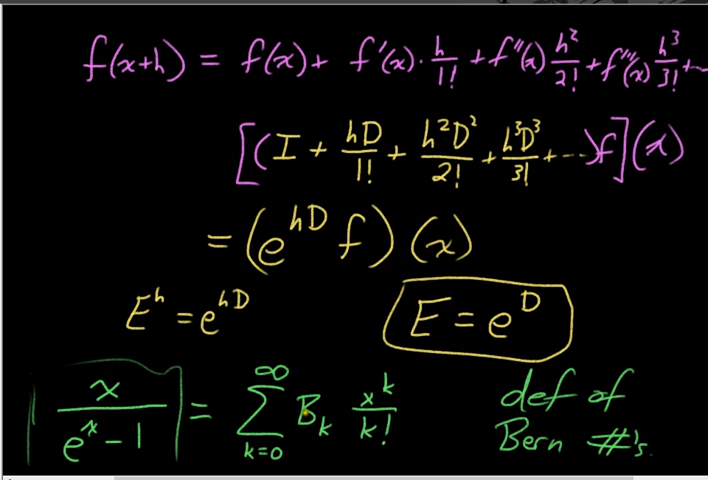 f(x+h) = f(x) + f'(x) · h/1! + f''(x) h²/2! + f'''(x) h³/3! + ...
[(I + hD/1! + h²D²/2! + h³D³/3! + ...)f](x)
= (e^{hD} f)(x)
E^h = e^{hD}  E = e^D
x/(e^x - 1) = ∑_{k=0}^{∞} B_k x^k/k!  def of
Bern #'s.